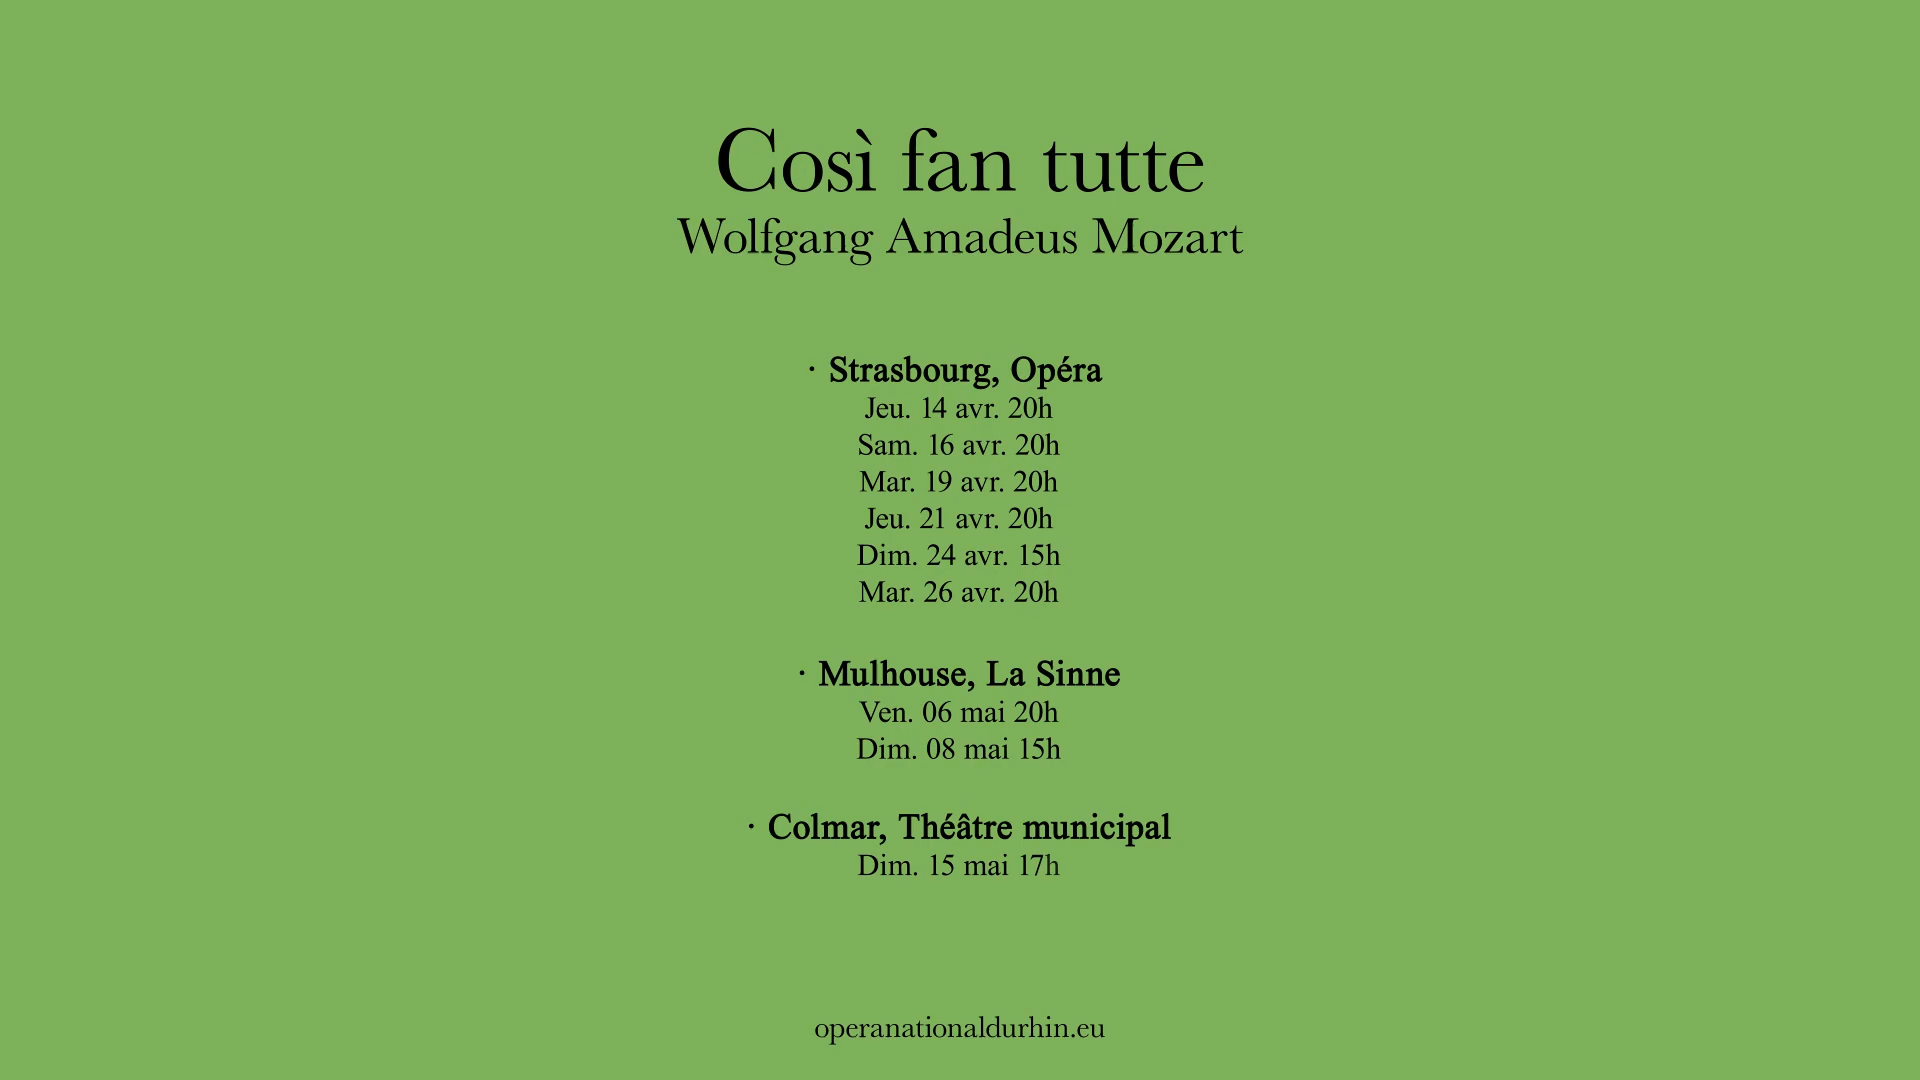 Così fan tutte
Wolfgang Amadeus Mozart
· Strasbourg, Opéra
Jeu. 14 avr. 20h
Sam. 16 avr. 20h
Mar. 19 avr. 20h
Jeu. 21 avr. 20h
Dim. 24 avr. 15h
Mar. 26 avr. 20h
· Mulhouse, La Sinne
Ven. 06 mai 20h
Dim. 08 mai 15h
· Colmar, Théâtre municipal
Dim. 15 mai 17h
operanationaldurhin.eu